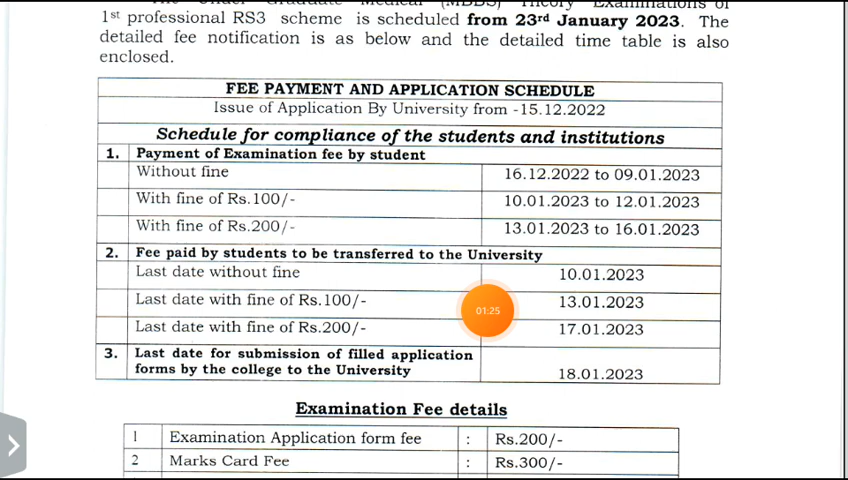 The Under Graduate Medical (MBBS) Theory Examinations of
1st professional RS3 scheme is scheduled from 23rd January 2023. The
detailed fee notification is as below and the detailed time table is also
enclosed.
FEE PAYMENT AND APPLICATION SCHEDULE
Issue of Application By University from -15.12.2022
Schedule for compliance of the students and institutions
1. Payment of Examination fee by student
Without fine 16.12.2022 to 09.01.2023
With fine of Rs.100/- 10.01.2023 to 12.01.2023
With fine of Rs.200/- 13.01.2023 to 16.01.2023
2. Fee paid by students to be transferred to the University
Last date without fine 10.01.2023
Last date with fine of Rs.100/- 13.01.2023
01:25
Last date with fine of Rs.200/- 17.01.2023
3. Last date for submission of filled application
forms by the college to the University 18.01.2023
Examination Fee details
1 Examination Application form fee : Rs.200/-
2 Marks Card Fee : Rs.300/-